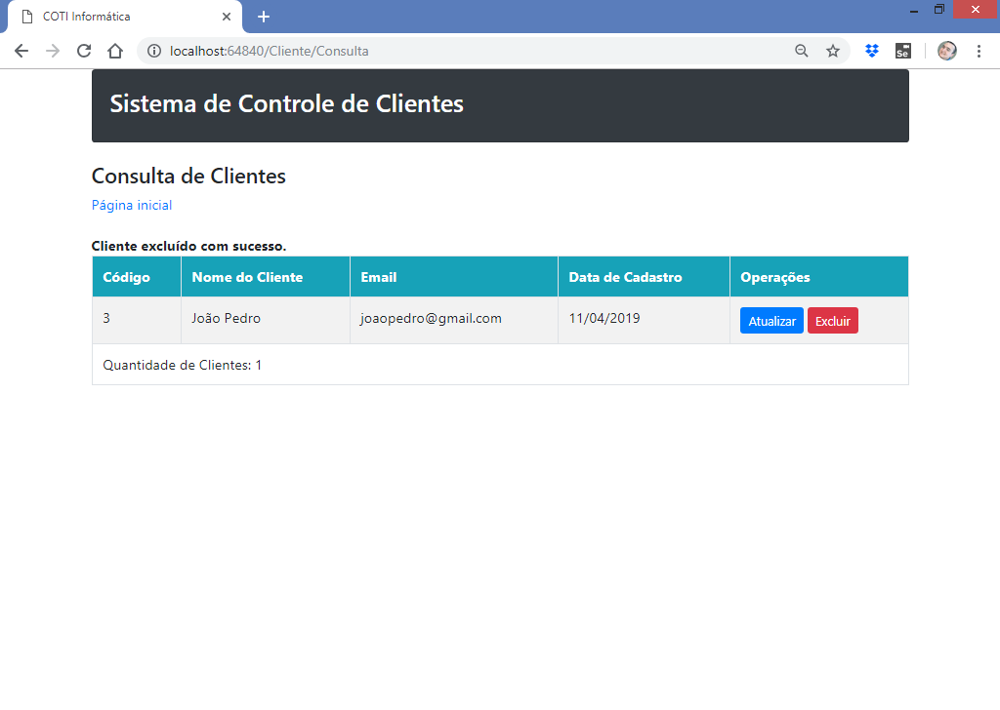 COTI Informática
localhost:64840/Cliente/Consulta
Se
Sistema de Controle de Clientes
Consulta de Clientes
Página inicial
Cliente excluído com sucesso.
Código Nome do Cliente Email Data de Cadastro Operações
3 João Pedro joaopedro@gmail.com 11/04/2019 Atualizar Excluir
Quantidade de Clientes: 1